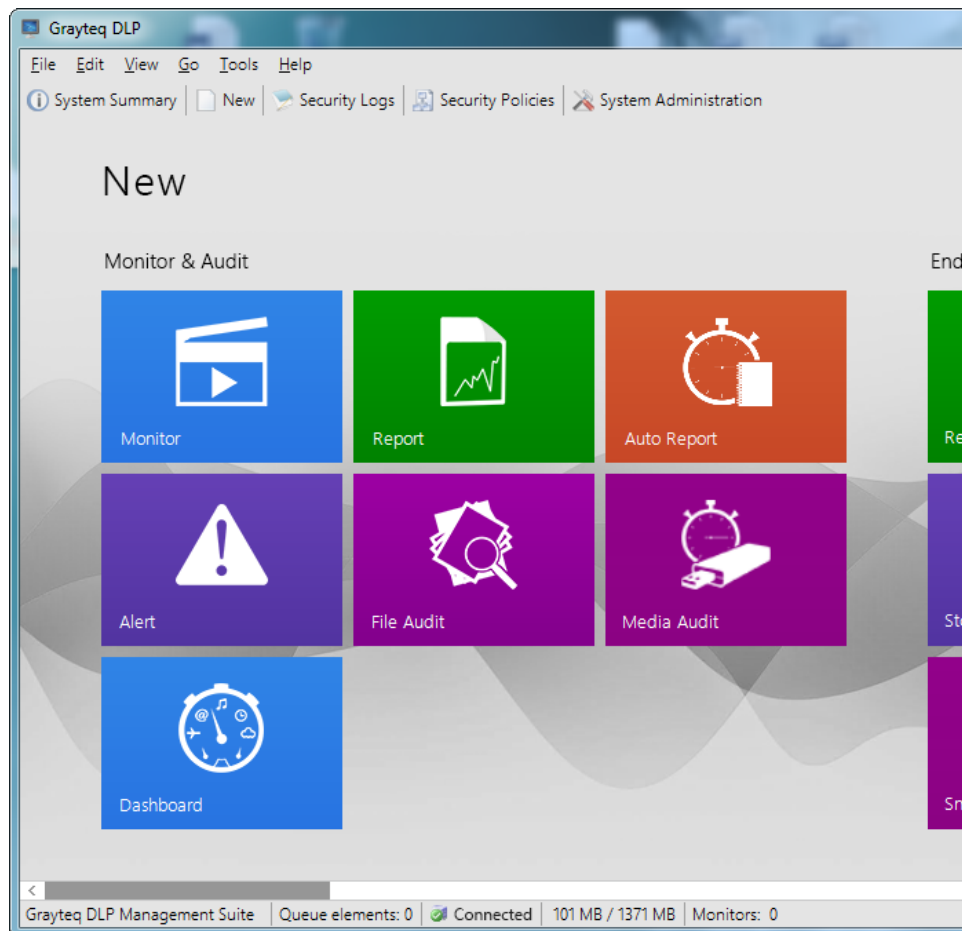 Grayteq DLP
File Edit View Go Tools Help
System Summary New Security Logs Security Policies System Administration
New
Monitor & Audit
End
Monitor Report Auto Report Re
Alert File Audit Media Audit Sto
Dashboard Sn
Grayteq DLP Management Suite Queue elements: 0 Connected 101 MB / 1371 MB Monitors: 0